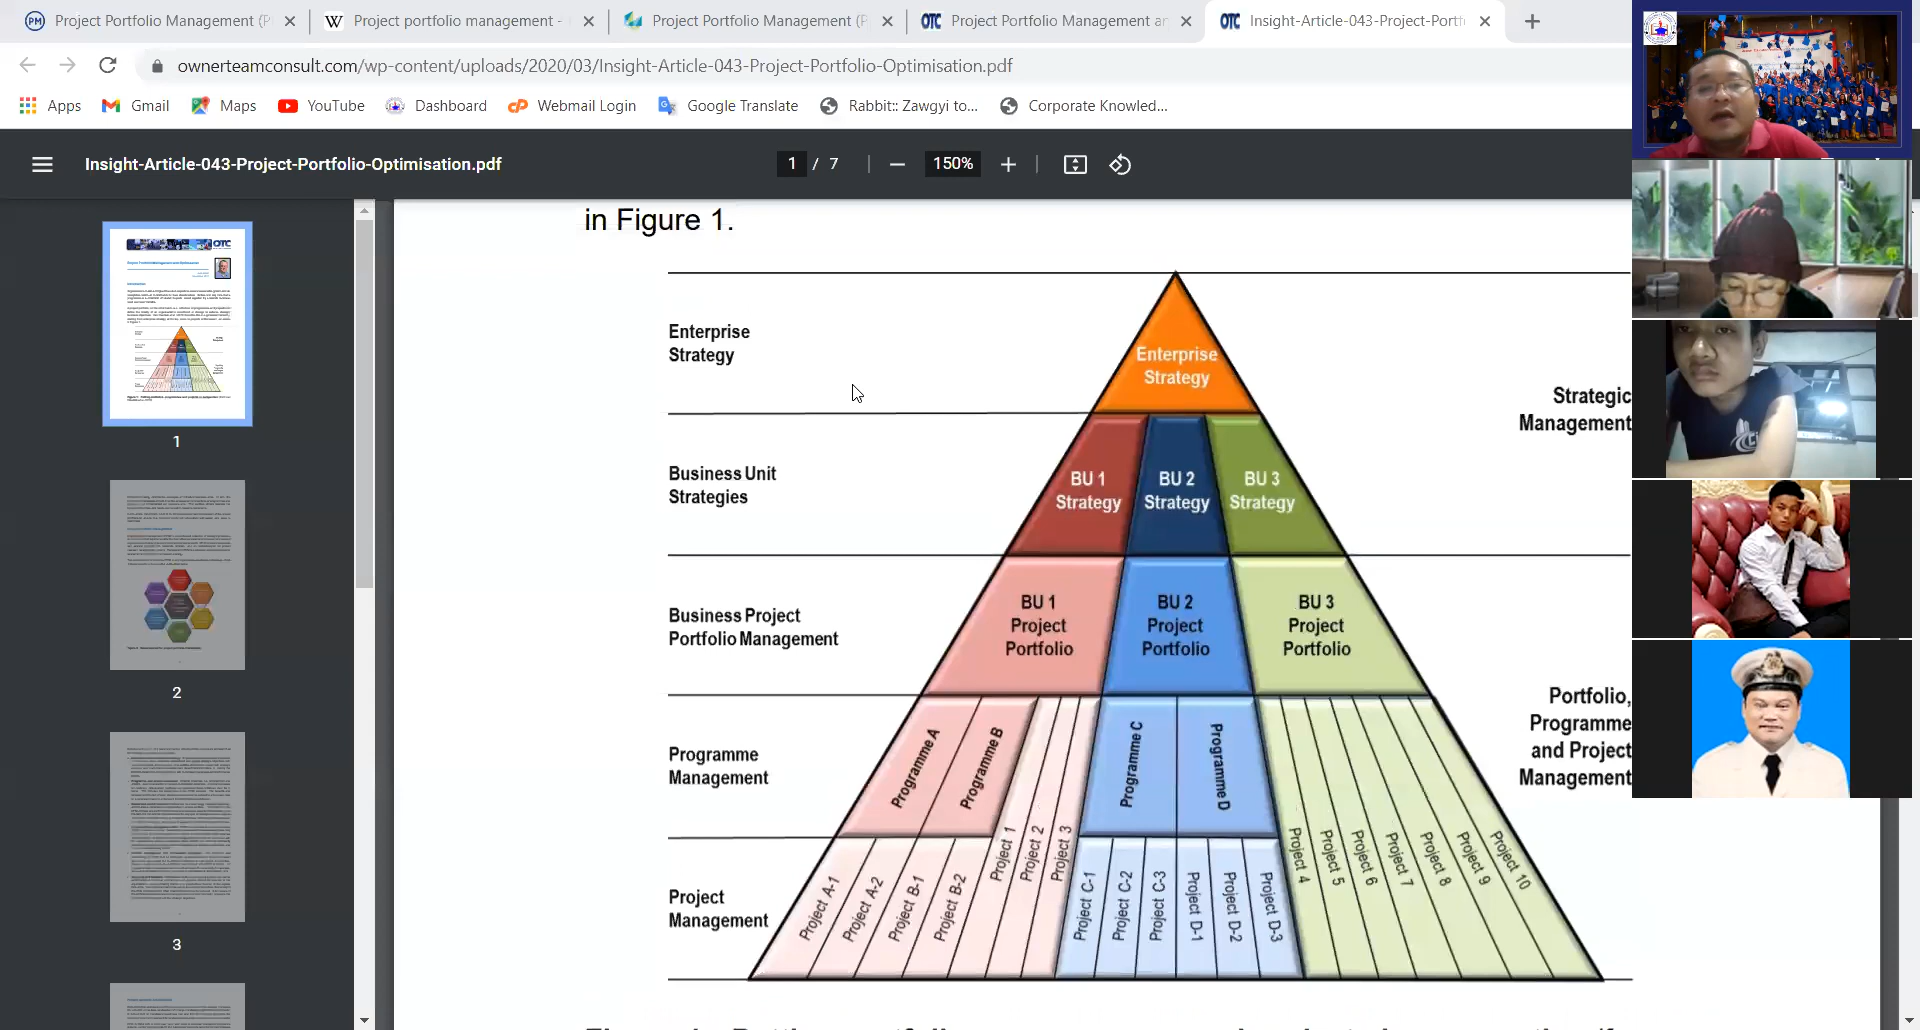 Project Portfolio Management (P
Project portfolio management -
Project Portfolio Management (P
OTC Project Portfolio Management an
OTC Insight-Article-043-Project-Portf
ownerteamconsult.com/wp-content/uploads/2020/03/Insight-Article-043-Project-Portfolio-Optimisation.pdf
Apps Gmail Maps YouTube Dashboard Webmail Login Google Translate Rabbit:: Zawgyi to... Corporate Knowled...
Insight-Article-043-Project-Portfolio-Optimisation.pdf
1 / 7 150%
in Figure 1.
Enterprise
Strategy
Enterprise
Strategy
Strategic
Management
Business Unit
Strategies
BU 1
Strategy
BU 2
Strategy
BU 3
Strategy
Business Project
Portfolio Management
BU 1
Project
Portfolio
BU 2
Project
Portfolio
BU 3
Project
Portfolio
Portfolio,
Programme
and Project
Management
Programme
Management
Programme A
Programme B
Programme C
Programme D
Project 1
Project 2
Project 3
Project 4
Project 5
Project 6
Project 7
Project 8
Project 9
Project 10
Project
Management
Project A-1
Project A-2
Project B-1
Project B-2
Project C-1
Project C-2
Project C-3
Project D-1
Project D-2
Project D-3
1
2
3